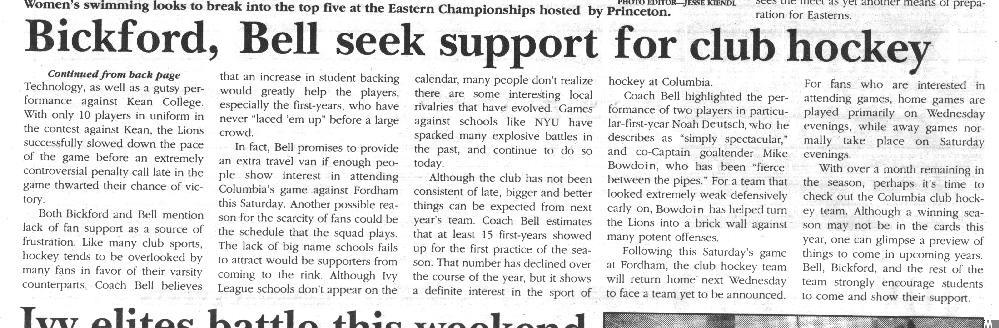 Women's swimming looks to break into the top five at the Eastern Championships hosted by Princeton.
PHOTO EDITOR—JESSE KIENDL
sees the meet as yet another means of prepa-
ration for Easterns.
Bickford, Bell seek support for club hockey
Continued from back page
Technology, as well as a gutsy per-
formance against Kean College.
With only 10 players in uniform in
the contest against Kean, the Lions
successfully slowed down the pace
of the game before an extremely
controversial penalty call late in the
game thwarted their chance of vic-
tory.
Both Bickford and Bell mention
lack of fan support as a source of
frustration. Like many club sports,
hockey tends to be overlooked by
many fans in favor of their varsity
counterparts. Coach Bell believes
that an increase in student backing
would greatly help the players,
especially the first-years, who have
never "laced 'em up" before a large
crowd.
In fact, Bell promises to provide
an extra travel van if enough peo-
ple show interest in attending
Columbia's game against Fordham
this Saturday. Another possible rea-
son for the scarcity of fans could be
the schedule that the squad plays.
The lack of big name schools fails
to attract would be supporters from
coming to the rink. Although Ivy
League schools don't appear on the
calendar, many people don't realize
there are some interesting local
rivalries that have evolved. Games
against schools like NYU have
sparked many explosive battles in
the past, and continue to do so
today.
Although the club has not been
consistent of late, bigger and better
things can be expected from next
year's team. Coach Bell estimates
that at least 15 first-years showed
up for the first practice of the sea-
son. That number has declined over
the course of the year, but it shows
a definite interest in the sport of
hockey at Columbia.
Coach Bell highlighted the per-
formance of two players in particu-
lar-first-year Noah Deutsch, who he
describes as "simply spectacular,"
and co-Captain goaltender Mike
Bowdoin, who has been "fierce
between the pipes." For a team that
looked extremely weak defensively
early on, Bowdoin has helped turn
the Lions into a brick wall against
many potent offenses.
Following this Saturday's game
at Fordham, the club hockey team
will return home next Wednesday
to face a team yet to be announced.
For fans who are interested in
attending games, home games are
played primarily on Wednesday
evenings, while away games nor-
mally take place on Saturday
evenings.
With over a month remaining in
the season, perhaps it's time to
check out the Columbia club hock-
ey team. Although a winning sea-
son may not be in the cards this
year, one can glimpse a preview of
things to come in upcoming years.
Bell, Bickford, and the rest of the
team strongly encourage students
to come and show their support.
Ivy elites battle this weekend